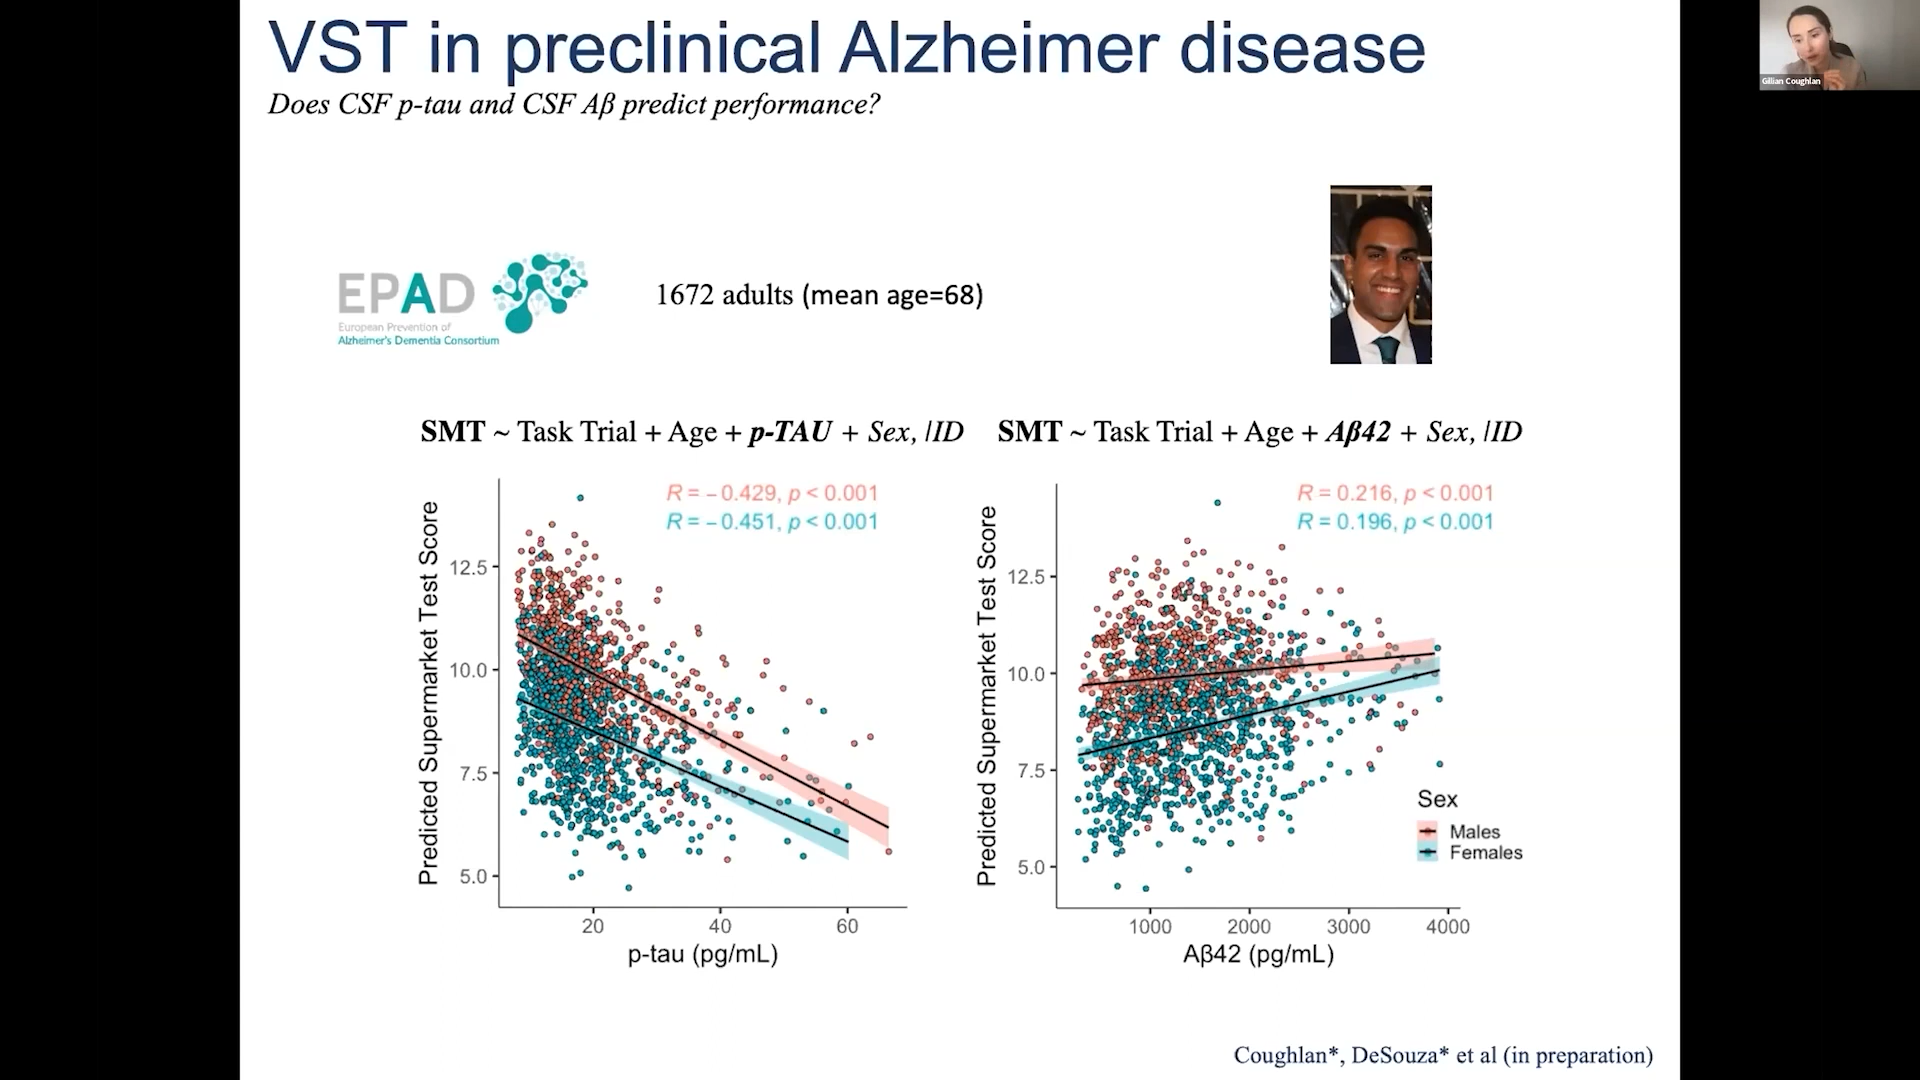 VST in preclinical Alzheimer disease
Does CSF p-tau and CSF Aβ predict performance?
Gillian Coughlan
EPAD
European Prevention of
Alzheimer's Dementia Consortium
1672 adults (mean age=68)
SMT ~ Task Trial + Age + p-TAU + Sex, |ID
R = − 0.429, p < 0.001
R = − 0.451, p < 0.001
Predicted Supermarket Test Score
12.5
10.0
7.5
5.0
20 40 60
p-tau (pg/mL)
SMT ~ Task Trial + Age + Aβ42 + Sex, |ID
R = 0.216, p < 0.001
R = 0.196, p < 0.001
Predicted Supermarket Test Score
12.5
10.0
7.5
5.0
1000 2000 3000 4000
Aβ42 (pg/mL)
Sex
Males
Females
Coughlan*, DeSouza* et al (in preparation)